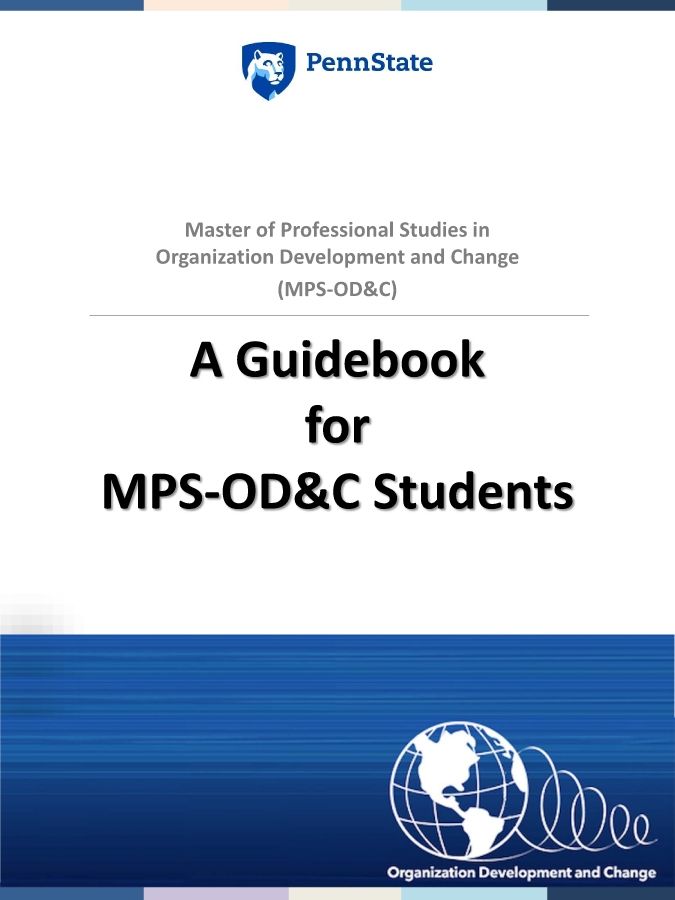 PennState
Master of Professional Studies in
Organization Development and Change
(MPS-OD&C)
A Guidebook
for
MPS-OD&C Students
Organization Development and Change